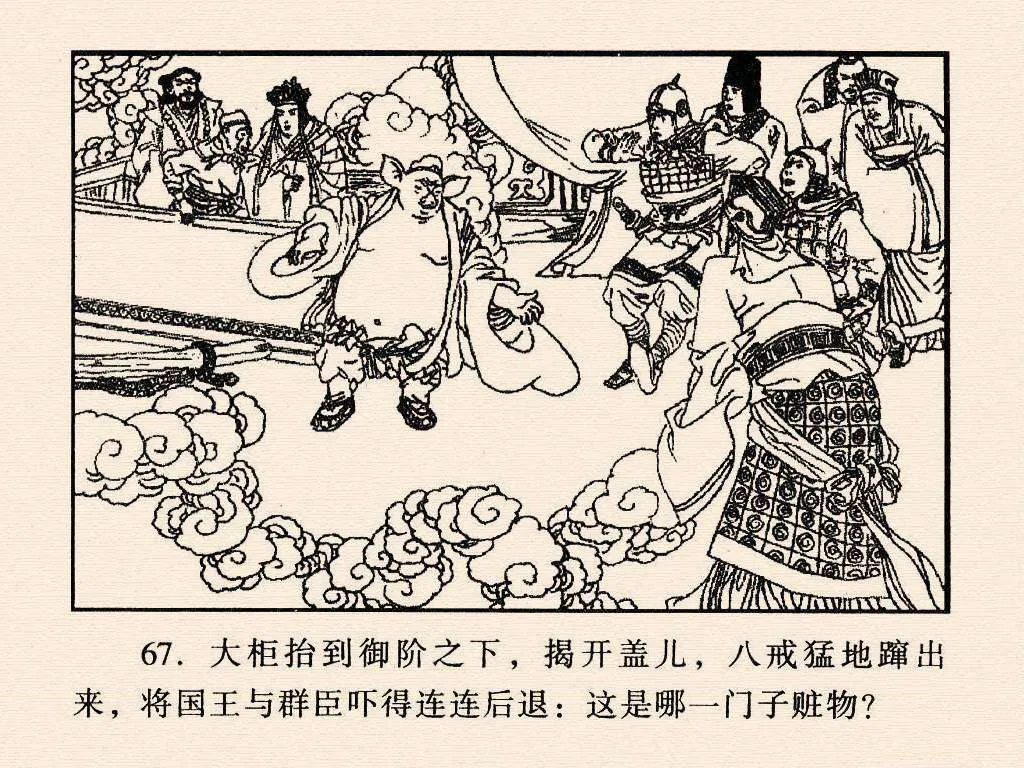 67. 大柜抬到御阶之下，揭开盖儿，八戒猛地蹿出
来，将国王与群臣吓得连连后退：这是哪一门子赃物？